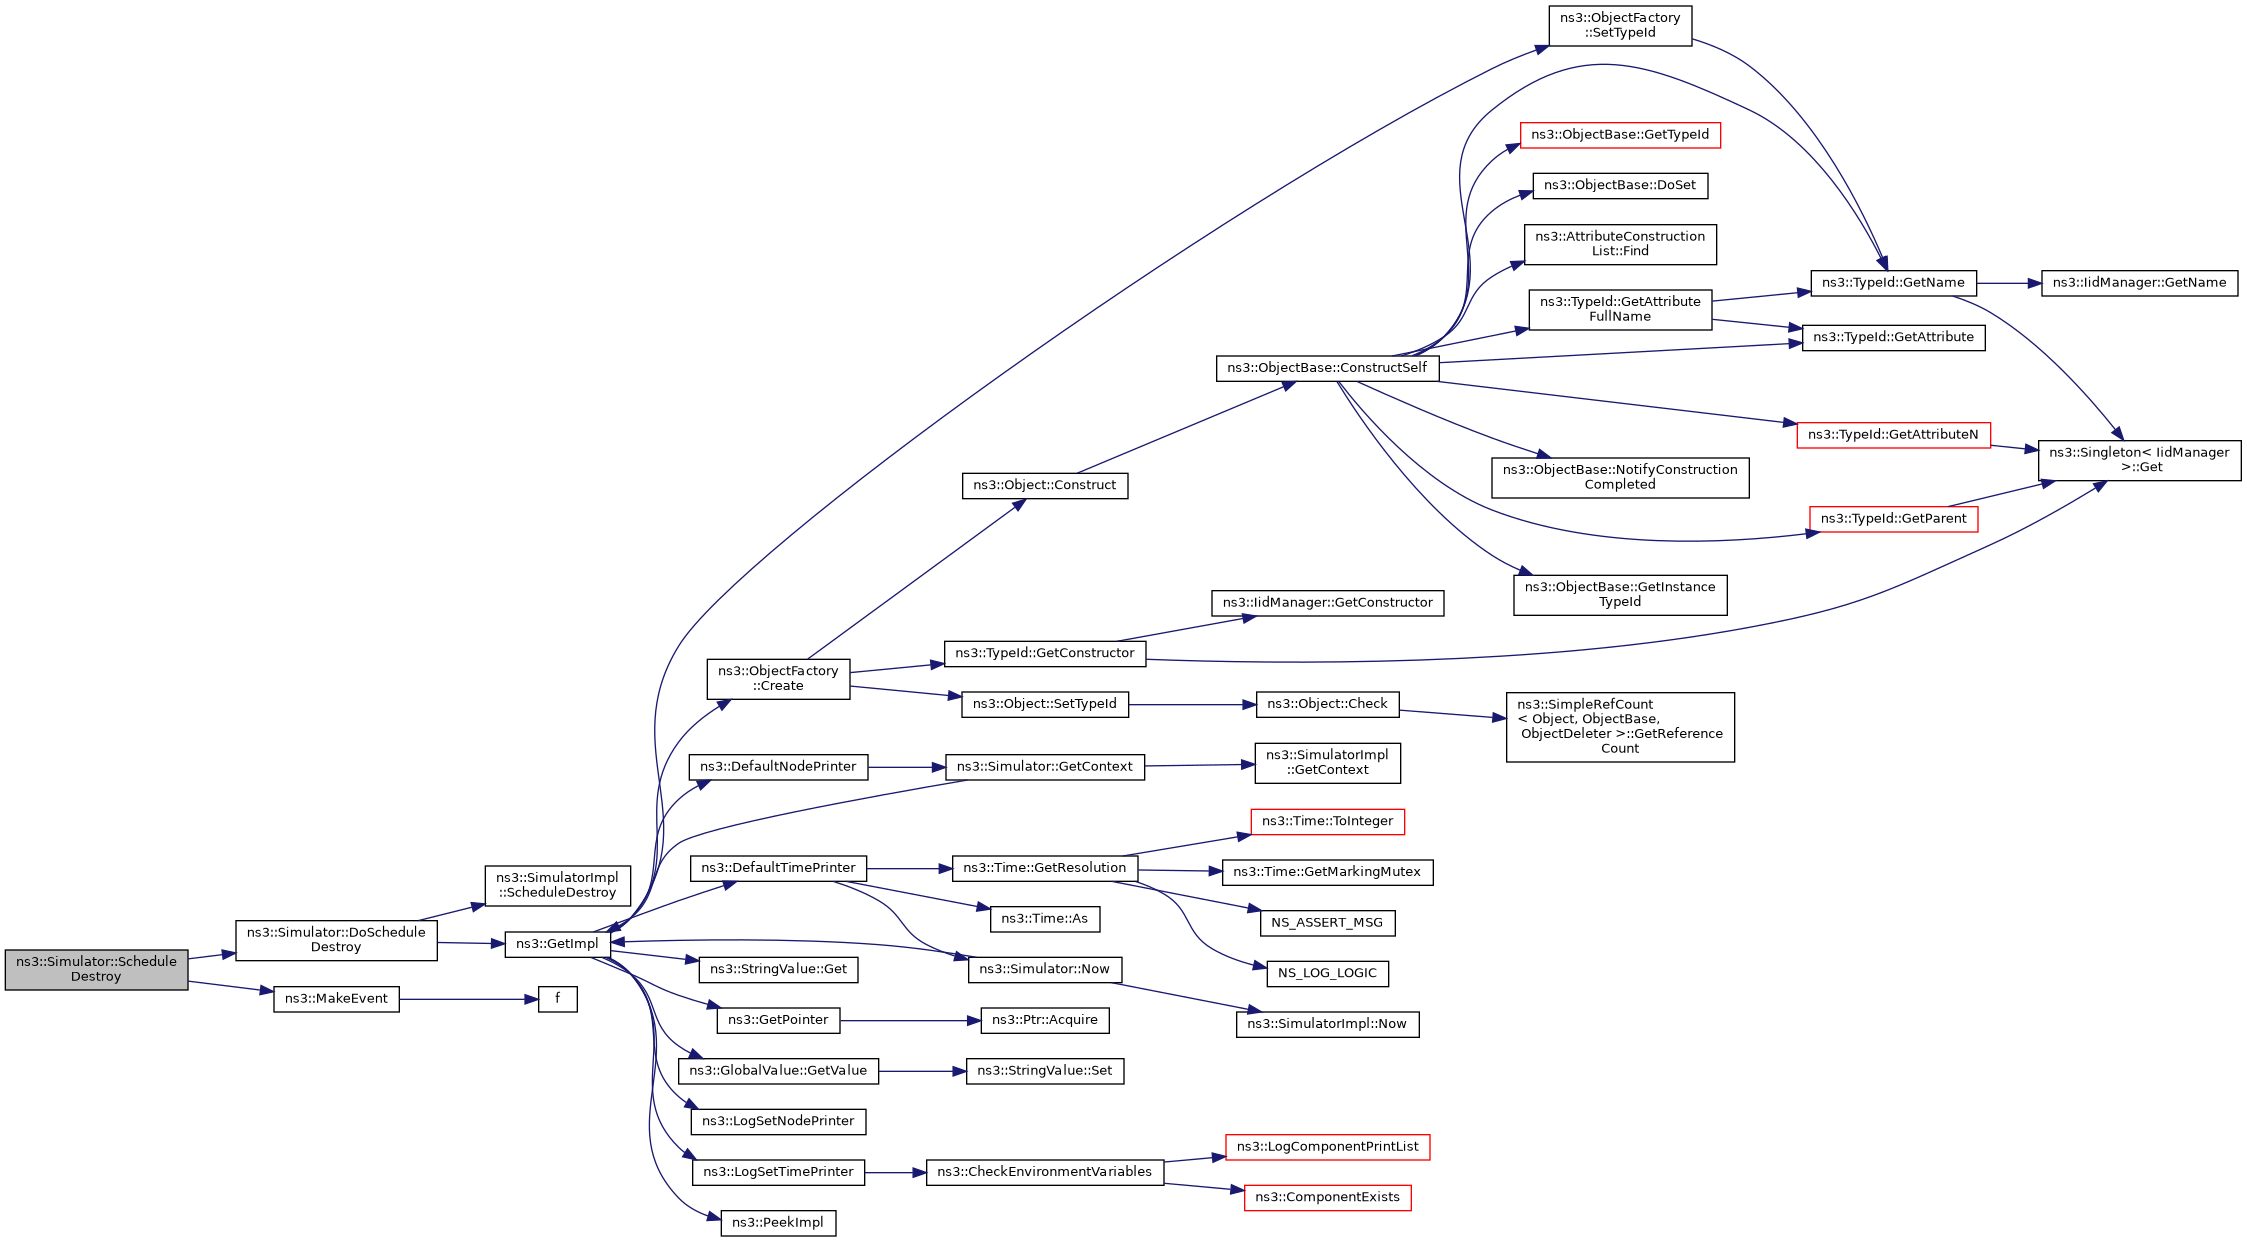 ns3::ObjectFactory
::SetTypeId
ns3::ObjectBase::GetTypeId
ns3::ObjectBase::DoSet
ns3::AttributeConstruction
List::Find
ns3::TypeId::GetAttribute
FullName
ns3::TypeId::GetName
ns3::IidManager::GetName
ns3::TypeId::GetAttribute
ns3::ObjectBase::ConstructSelf
ns3::TypeId::GetAttributeN
ns3::Singleton< IidManager
>::Get
ns3::ObjectBase::NotifyConstruction
Completed
ns3::Object::Construct
ns3::TypeId::GetParent
ns3::ObjectBase::GetInstance
TypeId
ns3::IidManager::GetConstructor
ns3::TypeId::GetConstructor
ns3::ObjectFactory
::Create
ns3::Object::SetTypeId
ns3::Object::Check
ns3::SimpleRefCount
< Object, ObjectBase,
ObjectDeleter >::GetReference
Count
ns3::DefaultNodePrinter
ns3::Simulator::GetContext
ns3::SimulatorImpl
::GetContext
ns3::Time::ToInteger
ns3::DefaultTimePrinter
ns3::Time::GetResolution
ns3::Time::GetMarkingMutex
ns3::SimulatorImpl
::ScheduleDestroy
ns3::Time::As
NS_ASSERT_MSG
ns3::Simulator::DoSchedule
Destroy
ns3::GetImpl
ns3::Simulator::Schedule
Destroy
ns3::StringValue::Get
ns3::Simulator::Now
NS_LOG_LOGIC
ns3::MakeEvent
f
ns3::GetPointer
ns3::Ptr::Acquire
ns3::SimulatorImpl::Now
ns3::GlobalValue::GetValue
ns3::StringValue::Set
ns3::LogSetNodePrinter
ns3::LogSetTimePrinter
ns3::CheckEnvironmentVariables
ns3::LogComponentPrintList
ns3::ComponentExists
ns3::PeekImpl